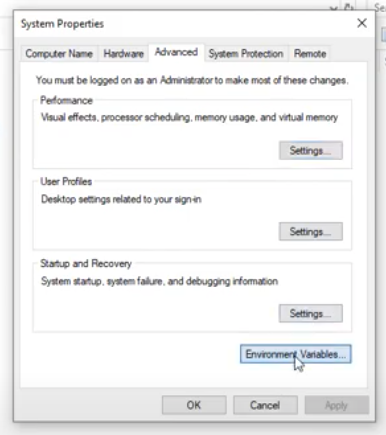 System Properties
Computer Name Hardware Advanced System Protection Remote
You must be logged on as an Administrator to make most of these changes.
Performance
Visual effects, processor scheduling, memory usage, and virtual memory
Settings...
User Profiles
Desktop settings related to your sign-in
Settings...
Startup and Recovery
System startup, system failure, and debugging information
Settings...
Environment Variables...
OK Cancel Apply